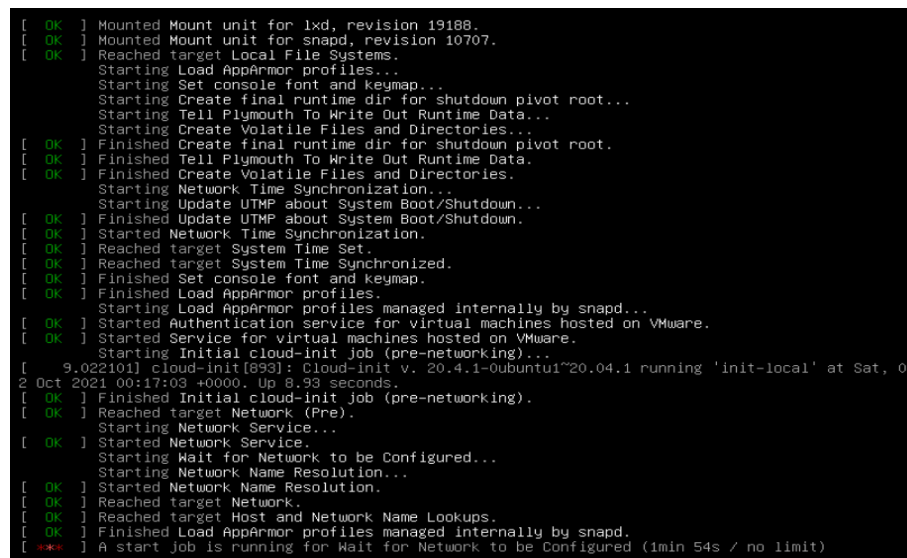 [  OK  ] Mounted Mount unit for lxd, revision 19188.
[  OK  ] Mounted Mount unit for snapd, revision 10707.
[  OK  ] Reached target Local File Systems.
         Starting Load AppArmor profiles...
         Starting Set console font and keymap...
         Starting Create final runtime dir for shutdown pivot root...
         Starting Tell Plymouth To Write Out Runtime Data...
         Starting Create Volatile Files and Directories...
[  OK  ] Finished Create final runtime dir for shutdown pivot root.
[  OK  ] Finished Tell Plymouth To Write Out Runtime Data.
[  OK  ] Finished Create Volatile Files and Directories.
         Starting Network Time Synchronization...
         Starting Update UTMP about System Boot/Shutdown...
[  OK  ] Finished Update UTMP about System Boot/Shutdown.
[  OK  ] Started Network Time Synchronization.
[  OK  ] Reached target System Time Set.
[  OK  ] Reached target System Time Synchronized.
[  OK  ] Finished Set console font and keymap.
[  OK  ] Finished Load AppArmor profiles.
         Starting Load AppArmor profiles managed internally by snapd...
[  OK  ] Started Authentication service for virtual machines hosted on VMware.
[  OK  ] Started Service for virtual machines hosted on VMware.
         Starting Initial cloud-init job (pre-networking)...
[    9.022101] cloud-init[893]: Cloud-init v. 20.4.1-0ubuntu1~20.04.1 running 'init-local' at Sat, 0
2 Oct 2021 00:17:03 +0000. Up 8.93 seconds.
[  OK  ] Finished Initial cloud-init job (pre-networking).
[  OK  ] Reached target Network (Pre).
         Starting Network Service...
[  OK  ] Started Network Service.
         Starting Wait for Network to be Configured...
         Starting Network Name Resolution...
[  OK  ] Started Network Name Resolution.
[  OK  ] Reached target Network.
[  OK  ] Reached target Host and Network Name Lookups.
[  OK  ] Finished Load AppArmor profiles managed internally by snapd.
[ ***  ] A start job is running for Wait for Network to be Configured (1min 54s / no limit)